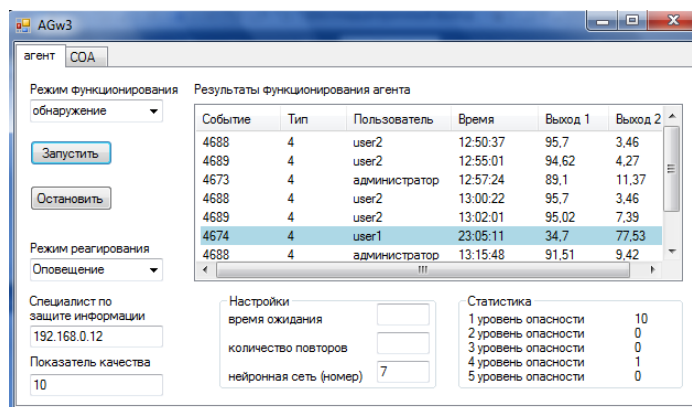 AGw3
агент СОА
Режим функционирования
обнаружение
Запустить
Остановить
Режим реагирования
Оповещение
Специалист по
защите информации
192.168.0.12
Показатель качества
10
Результаты функционирования агента
Событие Тип Пользователь Время Выход 1 Выход 2
4688 4 user2 12:50:37 95,7 3,46
4689 4 user2 12:55:01 94,62 4,27
4673 4 администратор 12:57:24 89,1 11,37
4688 4 user2 13:00:22 95,7 3,46
4689 4 user2 13:02:01 95,02 7,39
4674 4 user1 23:05:11 34,7 77,53
4688 4 администратор 13:15:48 91,51 9,42
Настройки
время ожидания
количество повторов
нейронная сеть (номер) 7
Статистика
1 уровень опасности 10
2 уровень опасности 0
3 уровень опасности 0
4 уровень опасности 1
5 уровень опасности 0